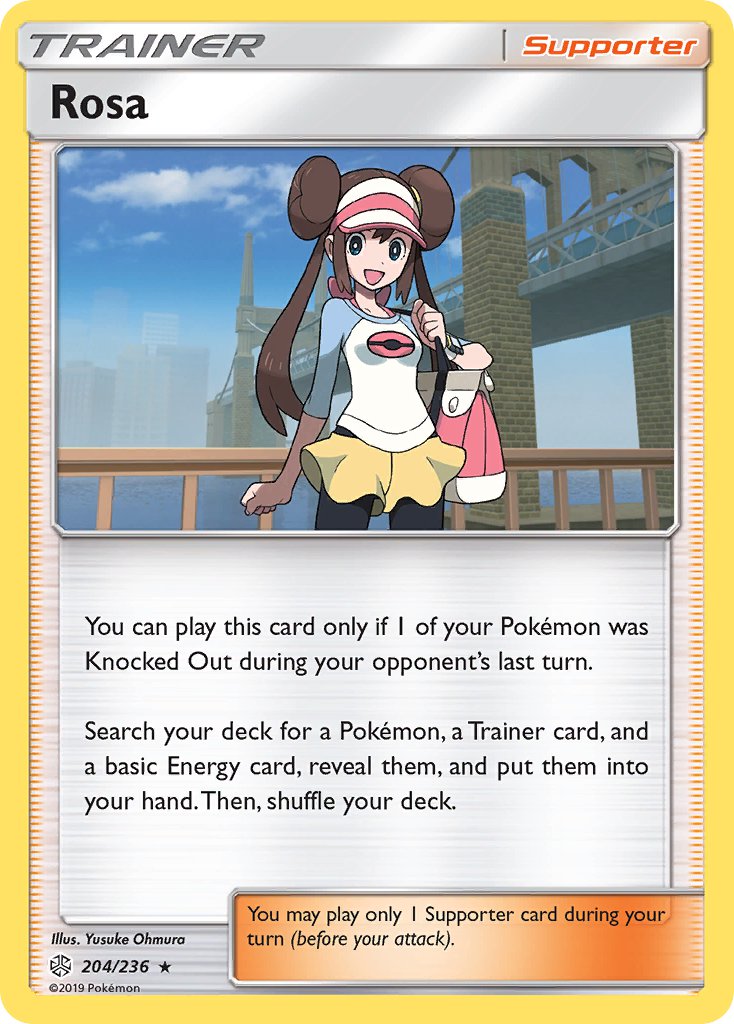 TRAINER
Supporter
Rosa
You can play this card only if 1 of your Pokémon was
Knocked Out during your opponent's last turn.
Search your deck for a Pokémon, a Trainer card, and
a basic Energy card, reveal them, and put them into
your hand. Then, shuffle your deck.
You may play only 1 Supporter card during your
turn (before your attack).
Illus. Yusuke Ohmura
204/236 ★
©2019 Pokémon